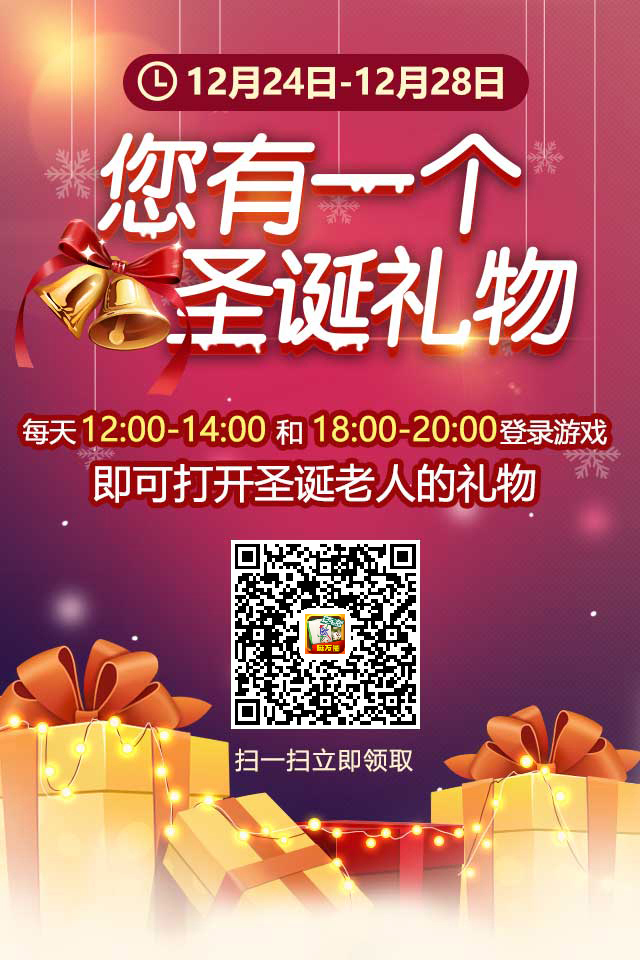 12月24日-12月28日
您有一个
圣诞礼物
每天12:00-14:00 和 18:00-20:00登录游戏
即可打开圣诞老人的礼物
扫一扫立即领取